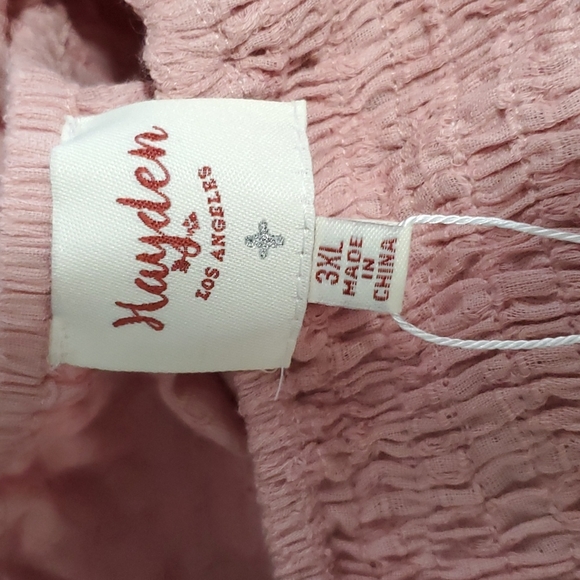 Hayden
LOS ANGELES
3XL
MADE
IN
CHINA